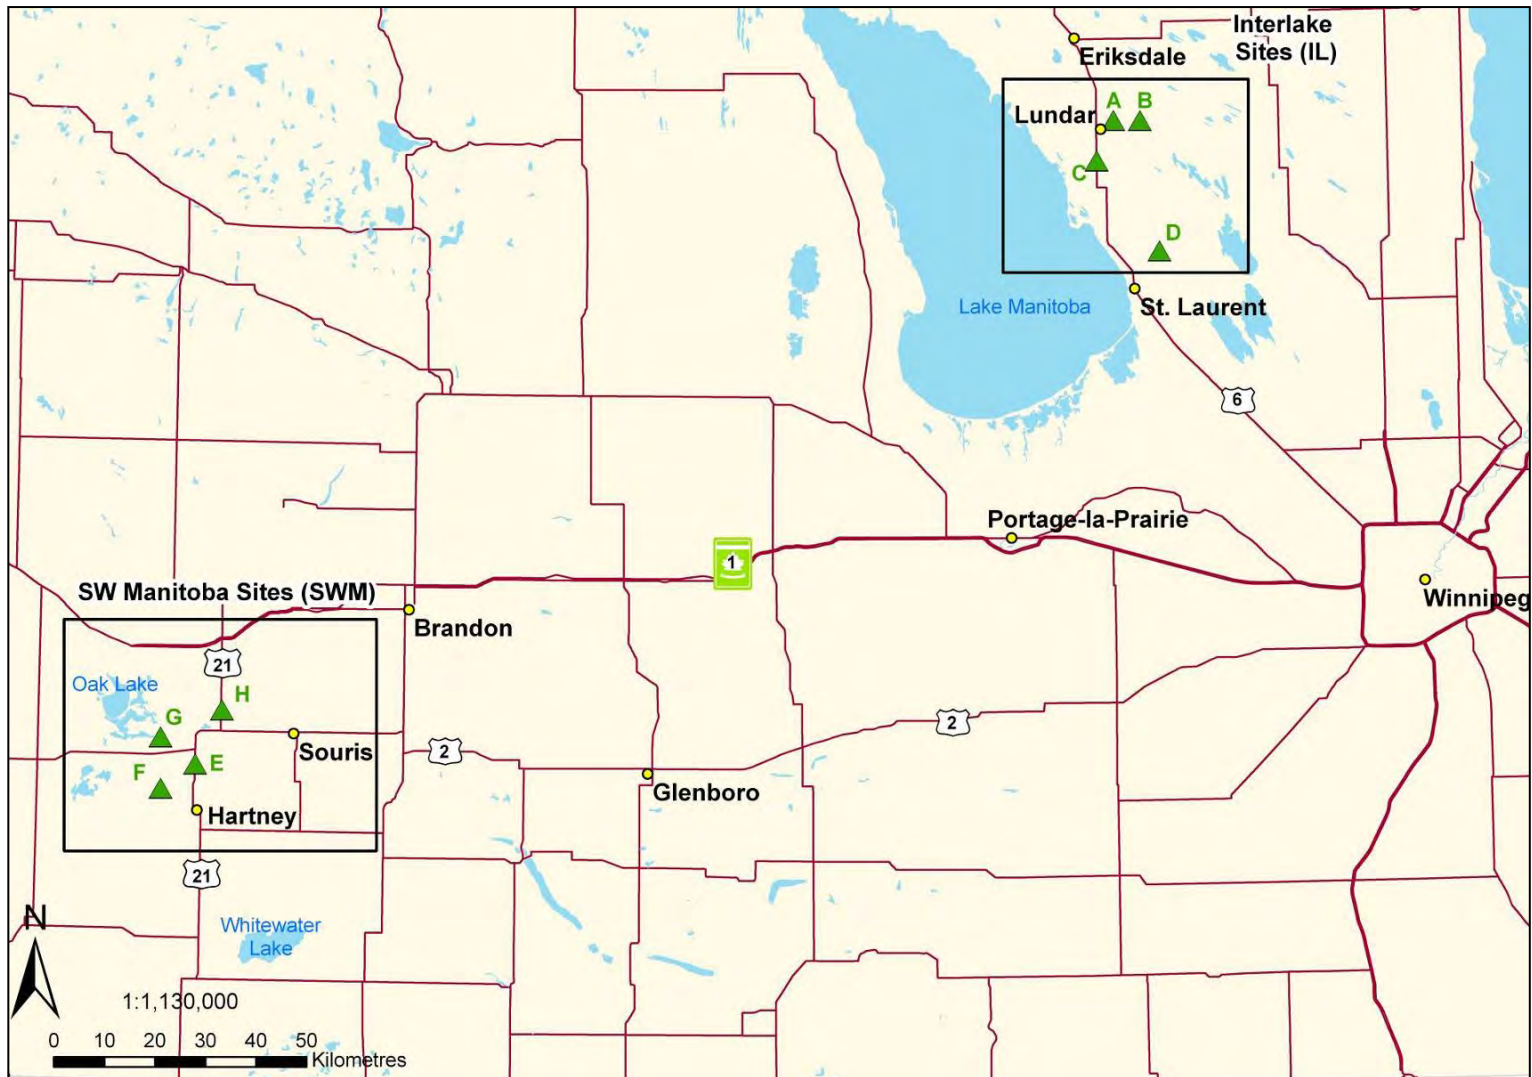 Interlake
Sites (IL)
Eriksdale
A
B
Lundar
C
D
Lake Manitoba
St. Laurent
6
Portage-la-Prairie
1
SW Manitoba Sites (SWM)
Winnipeg
Brandon
21
Oak Lake
H
G
2
2
Souris
E
F
Glenboro
Hartney
21
N
Whitewater
Lake
1:1,130,000
0 10 20 30 40 50
Kilometres